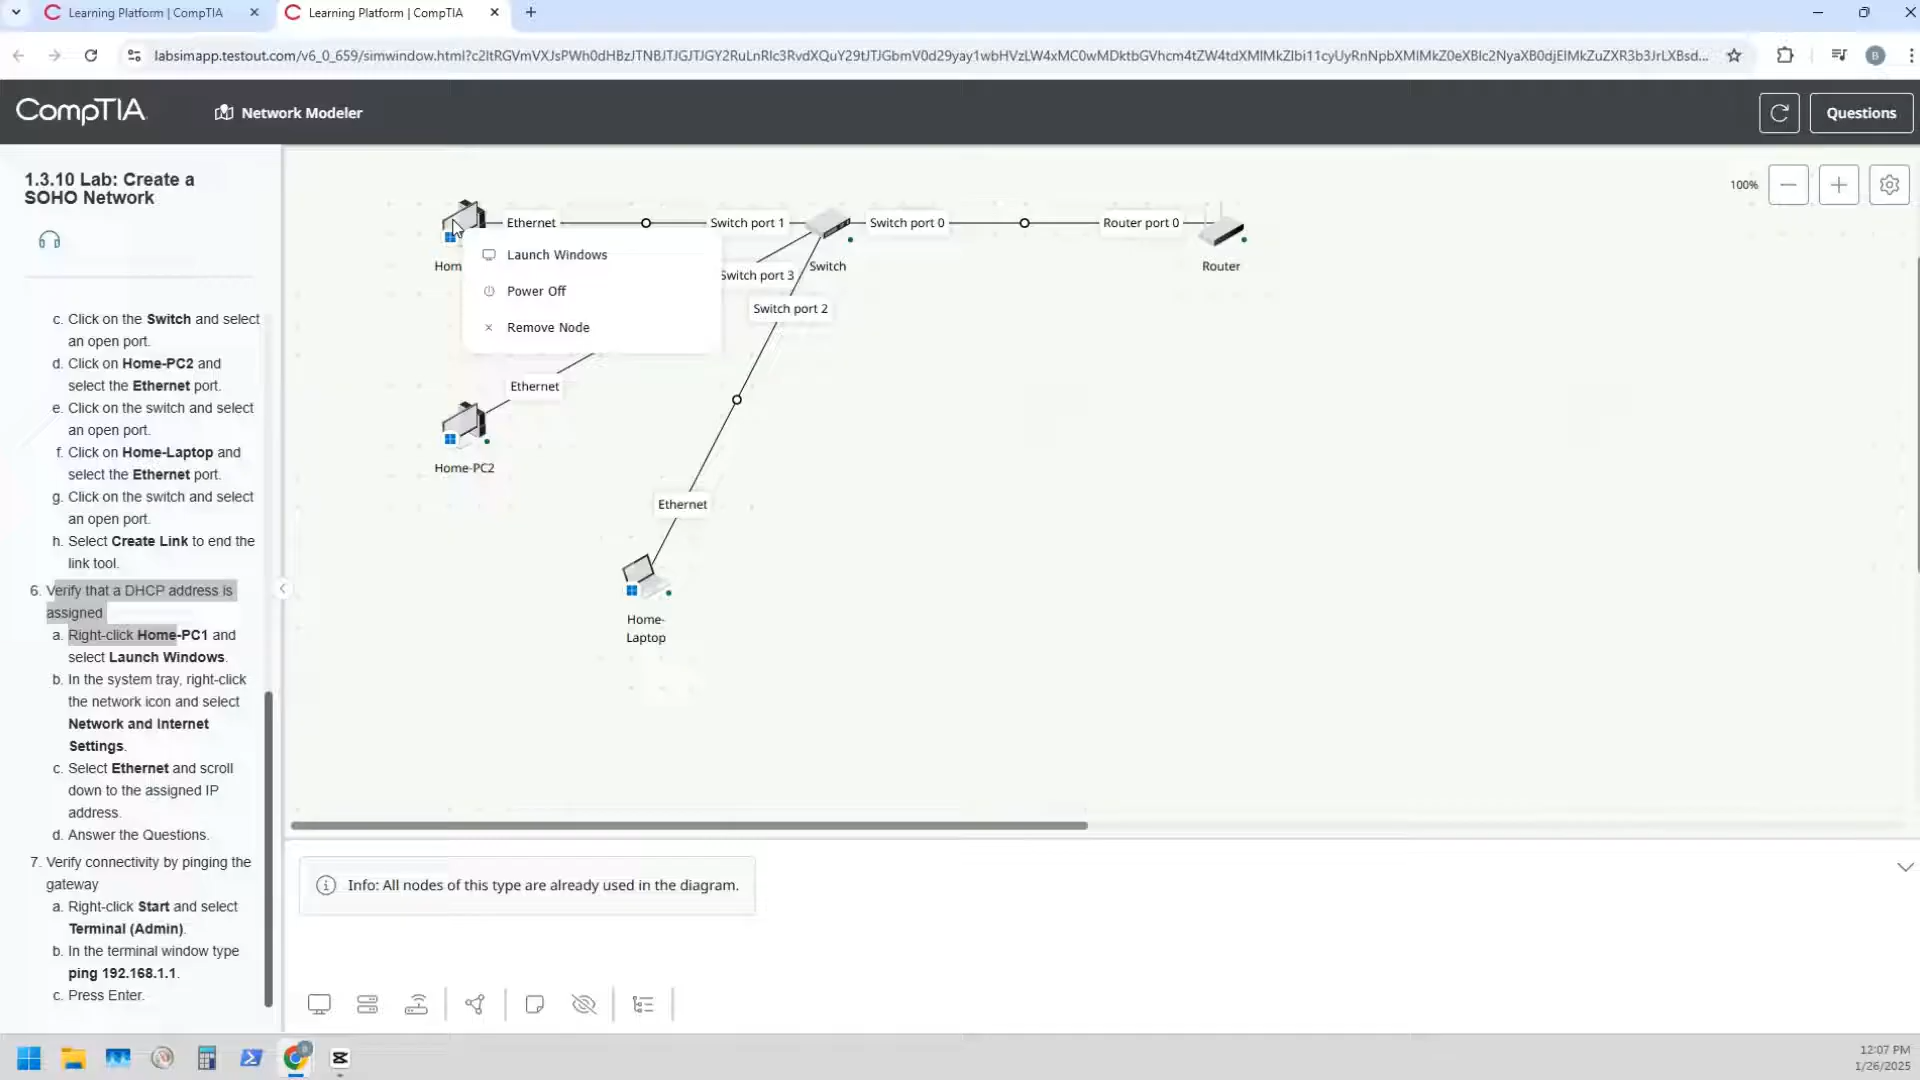 Learning Platform | CompTIA
Learning Platform | CompTIA
labsimapp.testout.com/v6_0_659/simwindow.html?
B
CompTIA
Network Modeler
Questions
1.3.10 Lab: Create a
SOHO Network
c. Click on the Switch and select
an open port.
d. Click on Home-PC2 and
select the Ethernet port.
e. Click on the switch and select
an open port.
f. Click on Home-Laptop and
select the Ethernet port.
g. Click on the switch and select
an open port.
h. Select Create Link to end the
link tool.
6. Verify that a DHCP address is
assigned
a. Right-click Home-PC1 and
select Launch Windows.
b. In the system tray, right-click
the network icon and select
Network and Internet
Settings.
c. Select Ethernet and scroll
down to the assigned IP
address.
d. Answer the Questions.
7. Verify connectivity by pinging the
gateway
a. Right-click Start and select
Terminal (Admin).
b. In the terminal window type
ping 192.168.1.1.
c. Press Enter.
100%
Ethernet
Switch port 1
Switch port 0
Router port 0
Hom
Launch Windows
Power Off
Remove Node
Switch port 3
Switch
Router
Switch port 2
Ethernet
Home-PC2
Ethernet
Home-
Laptop
Info: All nodes of this type are already used in the diagram.
12:07 PM
1/26/2025